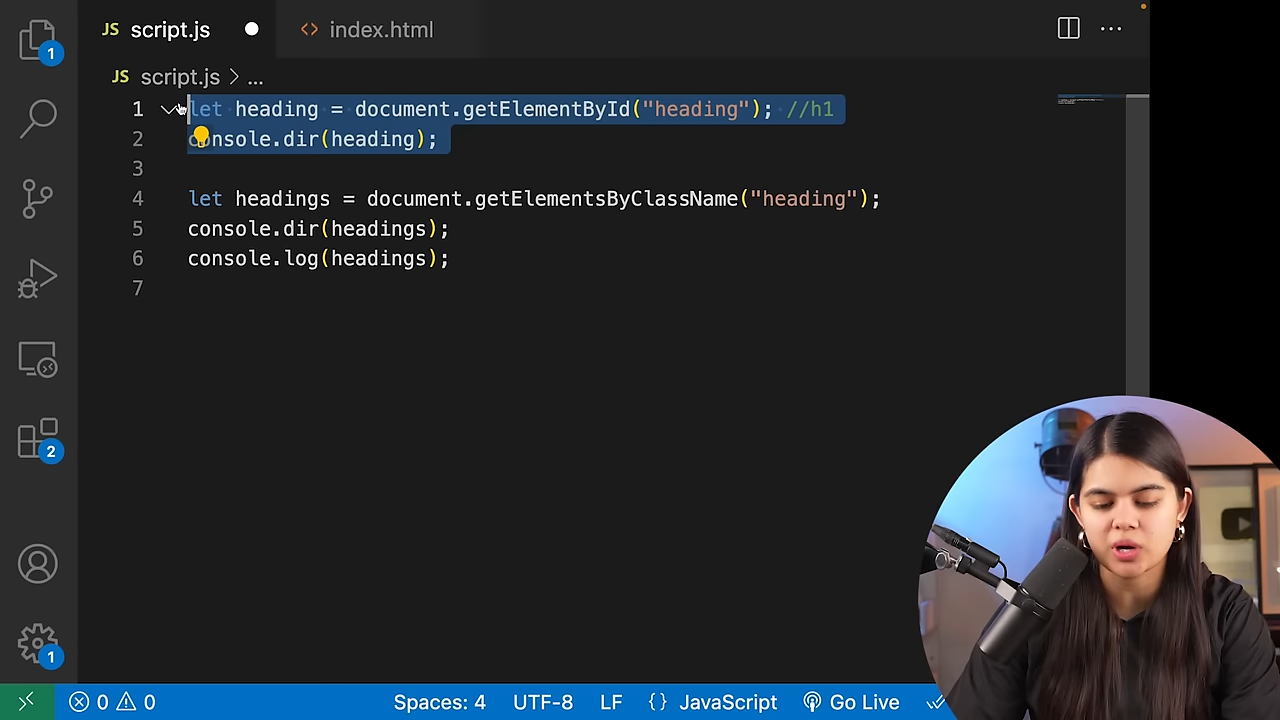 1
JS script.js
index.html
JS script.js > ...
1 let heading = document.getElementById("heading"); //h1
2 console.dir(heading);
3
4 let headings = document.getElementsByClassName("heading");
5 console.dir(headings);
6 console.log(headings);
7
2
1
0 0 Spaces: 4 UTF-8 LF {} JavaScript Go Live